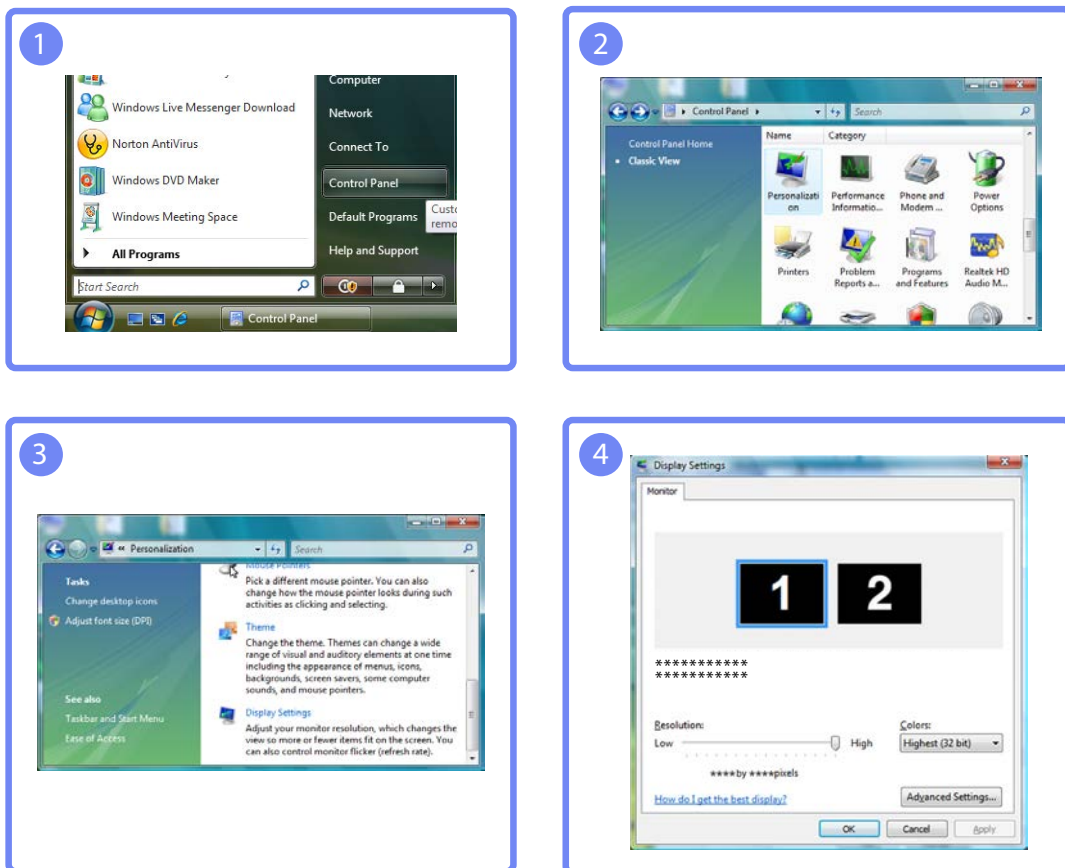 1
Computer
Windows Live Messenger Download
Network
Norton AntiVirus
Connect To
Windows DVD Maker
Control Panel
Windows Meeting Space
Default Programs
Custo
remo
All Programs
Help and Support
Start Search
Control Panel
2
Control Panel
Search
Control Panel Home
Classic View
Name
Category
Personalizati
on
Performance
Informatio...
Phone and
Modem ...
Power
Options
Printers
Problem
Reports a...
Programs
and Features
Realtek HD
Audio M...
3
« Personalization
Search
Tasks
Change desktop icons
Adjust font size (DPI)
See also
Taskbar and Start Menu
Ease of Access
Mouse Pointers
Pick a different mouse pointer. You can also
change how the mouse pointer looks during such
activities as clicking and selecting.
Theme
Change the theme. Themes can change a wide
range of visual and auditory elements at one time
including the appearance of menus, icons,
backgrounds, screen savers, some computer
sounds, and mouse pointers.
Display Settings
Adjust your monitor resolution, which changes the
view so more or fewer items fit on the screen. You
can also control monitor flicker (refresh rate).
4
Display Settings
Monitor
1
2
***********
***********
Resolution:
Low
High
****by ****pixels
Colors:
Highest (32 bit)
How do I get the best display?
Advanced Settings...
OK
Cancel
Apply